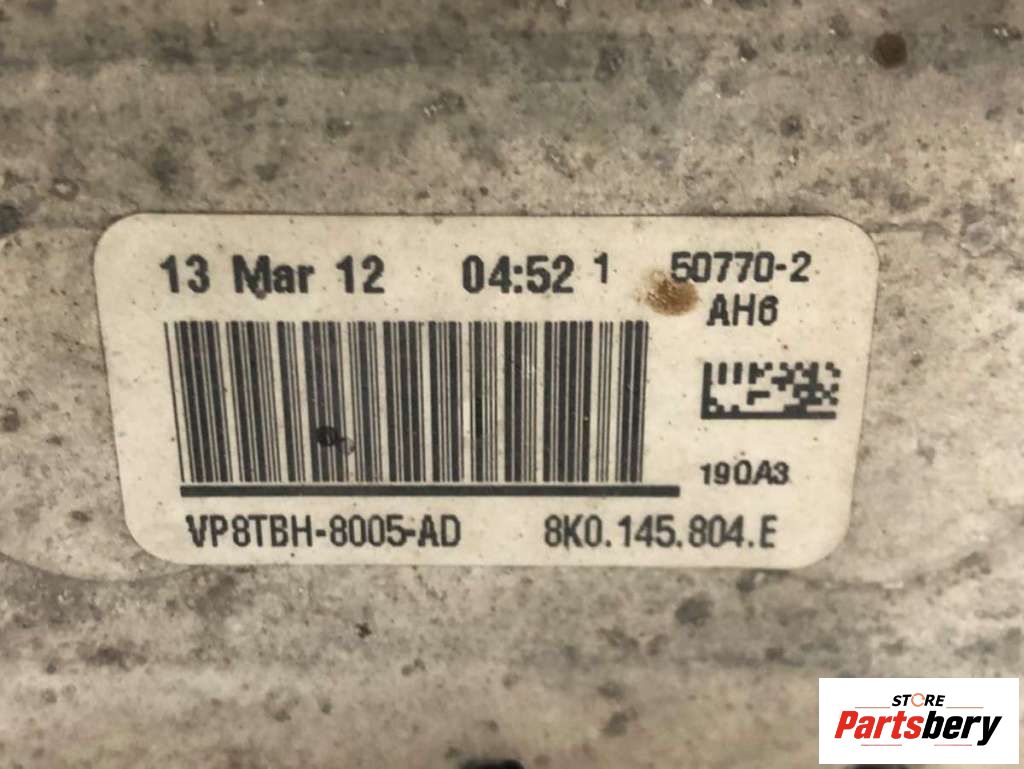 13 Mar 12 04:52 1 50770-2
AH6
190A3
VP8TBH-8005-AD 8K0.145.804.E
STORE
Partsbery